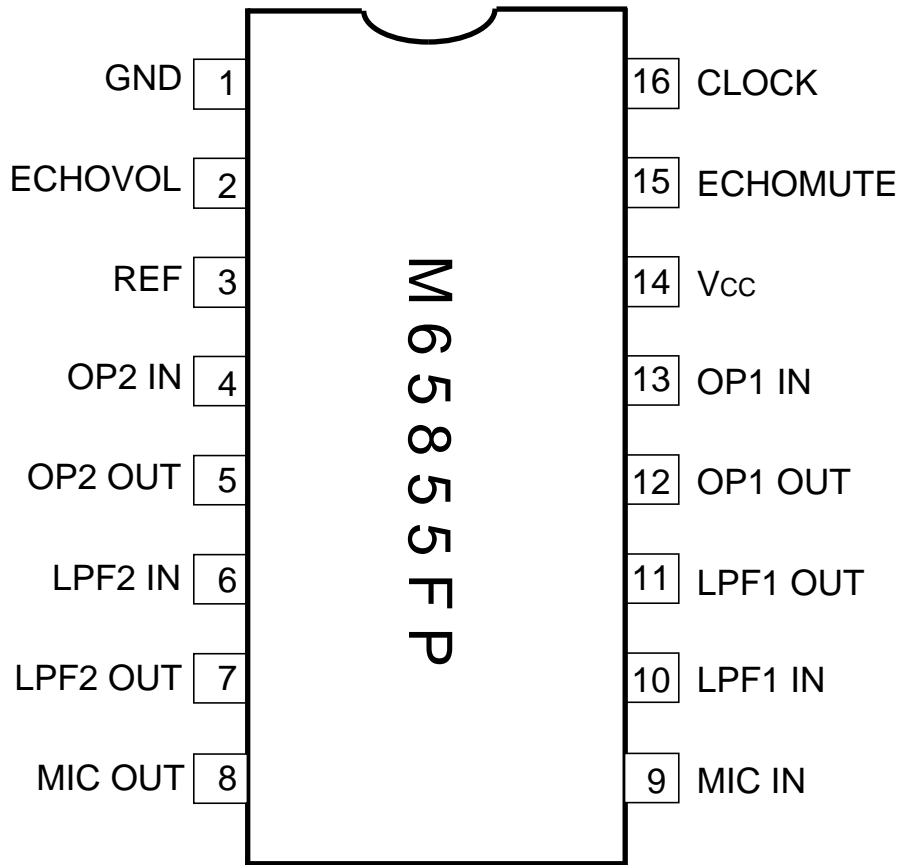 GND 1 16 CLOCK
ECHOVOL 2 15 ECHOMUTE
REF 3 14 Vcc
OP2 IN 4 13 OP1 IN
OP2 OUT 5 12 OP1 OUT
LPF2 IN 6 11 LPF1 OUT
LPF2 OUT 7 10 LPF1 IN
MIC OUT 8 9 MIC IN
M65855FP